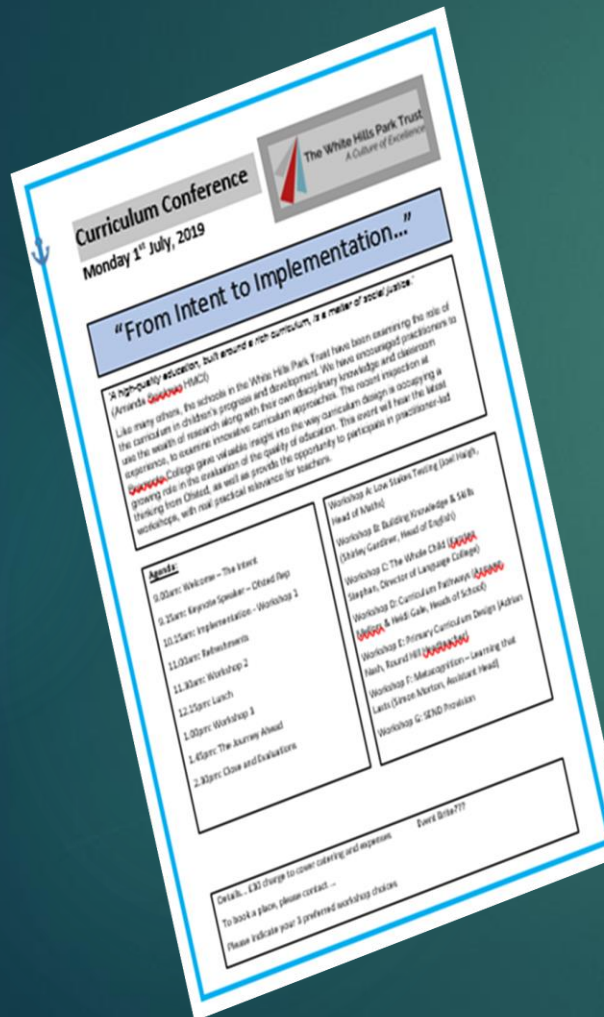 The White Hills Park Trust
A Culture of Excellence
Curriculum Conference
Monday 1st July, 2019
“From Intent to Implementation...”
'A high-quality education, built around a rich curriculum, is a matter of social justice.'
(Amanda HMCI)
Like many others, the schools in the White Hills Park Trust have been examining the role of
the curriculum in children's progress and development. We have encouraged practitioners to
use the wealth of research along with their own disciplinary knowledge and classroom
experience, to examine innovative curriculum approaches. The recent inspection at
College gave valuable insight into the way curriculum design is occupying a
growing role in the evaluation of the quality of education. This event will hear the latest
thinking from Ofsted, as well as provide the opportunity to participate in practitioner-led
workshops, with real practical relevance for teachers.
Agenda:
9.00am: Welcome – The Intent
9.25am: Keynote Speaker – Ofsted Rep
10.25am: Implementation - Workshop 1
11.00am: Refreshments
11.30am: Workshop 2
12.25pm: Lunch
1.00pm: Workshop 3
1.45pm: The Journey Ahead
2.30pm: Close and Evaluations
Workshop A: Low Stakes Testing (Joel Haigh,
Head of Maths)
Workshop B: Building Knowledge & Skills
(Shirley Gardiner, Head of English)
Workshop C: The Whole Child (
Stephan, Director of Language College)
Workshop D: Curriculum Pathways (
& Heidi Gale, Heads of School)
Workshop E: Primary Curriculum Design (Adrian
Nash, Round Hill Headteacher)
Workshop F: Metacognition – Learning that
Lasts (Simon Morton, Assistant Head)
Workshop G: SEND Provision
Details... £30 charge to cover catering and expenses Event Brite???
To book a place, please contact ...
Please indicate your 3 preferred workshop choices